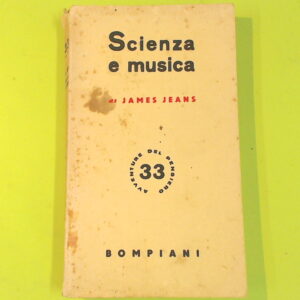 Scienza
e musica
di JAMES JEANS
AVVENTURE DEL PENSIERO
33
BOMPIANI